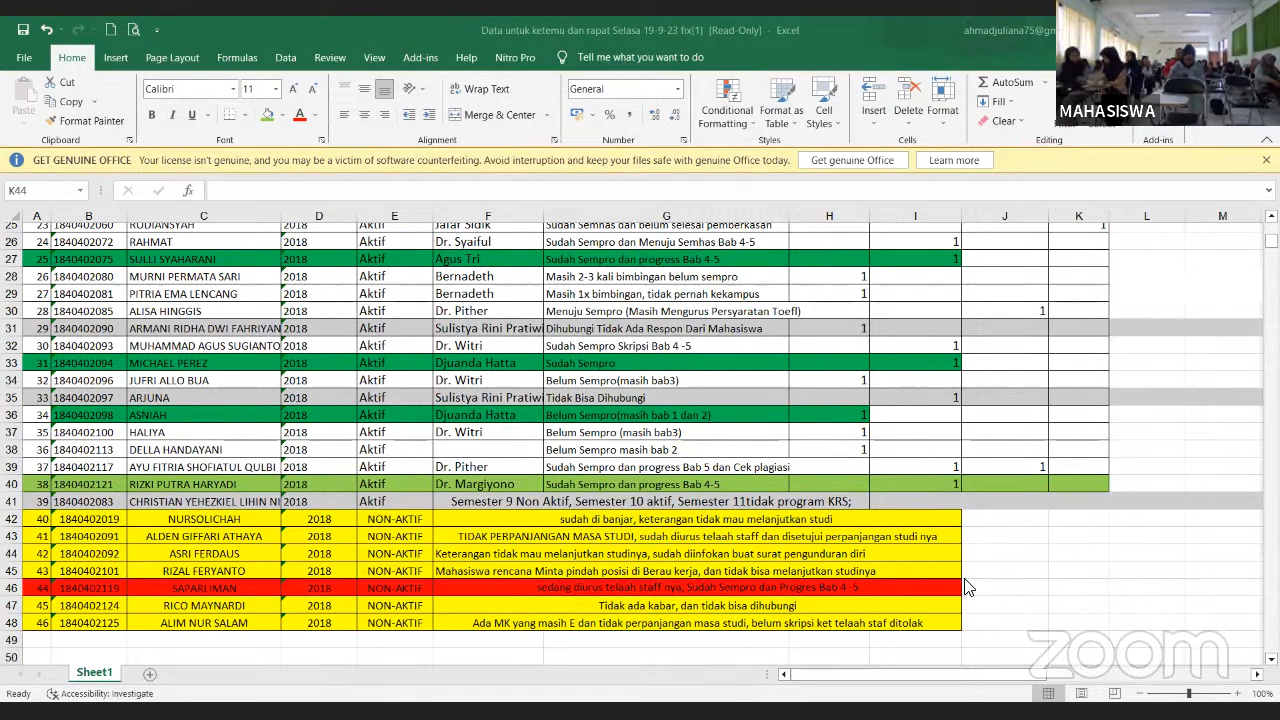 Data untuk ketemu dan rapat Selasa 19-9-23 fix[1] [Read-Only] - Excel
ahmadjuliana75@gm
File Home Insert Page Layout Formulas Data Review View Add-ins Help Nitro Pro Tell me what you want to do
MAHASISWA
Paste Cut Copy Format Painter Clipboard
Calibri 11 B I U A Font
Wrap Text Merge & Center Alignment
General % Number
Conditional Formatting Format as Table Cell Styles Styles
Insert Delete Format Cells
AutoSum Fill Clear Editing
Add-ins
GET GENUINE OFFICE Your license isn't genuine, and you may be a victim of software counterfeiting. Avoid interruption and keep your files safe with genuine Office today. Get genuine Office Learn more
K44 fx
A B C D E F G H I J K L M
25 23 1840402060 RUDIANSYAH 2018 Aktif Jafar Sidik Sudah Semhas dan belum selesai pemberkasan 1
26 24 1840402072 RAHMAT 2018 Aktif Dr. Syaiful Sudah Sempro dan Menuju Semhas Bab 4-5 1
27 25 1840402075 SULLI SYAHARANI 2018 Aktif Agus Tri Sudah Sempro dan progress Bab 4-5 1
28 26 1840402080 MURNI PERMATA SARI 2018 Aktif Bernadeth Masih 2-3 kali bimbingan belum sempro 1
29 27 1840402081 PITRIA EMA LENCANG 2018 Aktif Bernadeth Masih 1x bimbingan, tidak pernah kekampus 1
30 28 1840402085 ALISA HINGGIS 2018 Aktif Dr. Pither Menuju Sempro (Masih Mengurus Persyaratan Toefl) 1
31 29 1840402090 ARMANI RIDHA DWI FAHRIYAN 2018 Aktif Sulistya Rini Pratiwi Dihubungi Tidak Ada Respon Dari Mahasiswa 1
32 30 1840402093 MUHAMMAD AGUS SUGIANTO 2018 Aktif Dr. Witri Sudah Sempro Skripsi Bab 4 -5 1
33 31 1840402094 MICHAEL PEREZ 2018 Aktif Djuanda Hatta Sudah Sempro 1
34 32 1840402096 JUFRI ALLO BUA 2018 Aktif Dr. Witri Belum Sempro(masih bab3) 1
35 33 1840402097 ARJUNA 2018 Aktif Sulistya Rini Pratiwi Tidak Bisa Dihubungi 1
36 34 1840402098 ASNIAH 2018 Aktif Djuanda Hatta Belum Sempro(masih bab 1 dan 2) 1
37 35 1840402100 HALIYA 2018 Aktif Dr. Witri Belum Sempro (masih bab3) 1
38 36 1840402113 DELLA HANDAYANI 2018 Aktif Belum Sempro masih bab 2 1
39 37 1840402117 AYU FITRIA SHOFIATUL QULBI 2018 Aktif Dr. Pither Sudah Sempro dan progress Bab 5 dan Cek plagiasi 1 1
40 38 1840402121 RIZKI PUTRA HARYADI 2018 Aktif Dr. Margiyono Sudah Sempro dan progress Bab 4-5 1
41 39 1840402083 CHRISTIAN YEHEZKIEL LIHIN NI 2018 Aktif Semester 9 Non Aktif, Semester 10 aktif, Semester 11tidak program KRS;
42 40 1840402019 NURSOLICHAH 2018 NON-AKTIF sudah di banjar, keterangan tidak mau melanjutkan studi
43 41 1840402091 ALDEN GIFFARI ATHAYA 2018 NON-AKTIF TIDAK PERPANJANGAN MASA STUDI, sudah diurus telaah staff dan disetujui perpanjangan studi nya
44 42 1840402092 ASRI FERDAUS 2018 NON-AKTIF Keterangan tidak mau melanjutkan studinya, sudah diinfokan buat surat pengunduran diri
45 43 1840402101 RIZAL FERYANTO 2018 NON-AKTIF Mahasiswa rencana Minta pindah posisi di Berau kerja, dan tidak bisa melanjutkan studinya
46 44 1840402119 SAPARLIMAN 2018 NON-AKTIF sedang diurus telaah staff nya, Sudah Sempro dan Progres Bab 4 -5
47 45 1840402124 RICO MAYNARDI 2018 NON-AKTIF Tidak ada kabar, dan tidak bisa dihubungi
48 46 1840402125 ALIM NUR SALAM 2018 NON-AKTIF Ada MK yang masih E dan tidak perpanjangan masa studi, belum skripsi ket telaah staf ditolak
49
50
zoom
Sheet1
Ready Accessibility: Investigate 100%